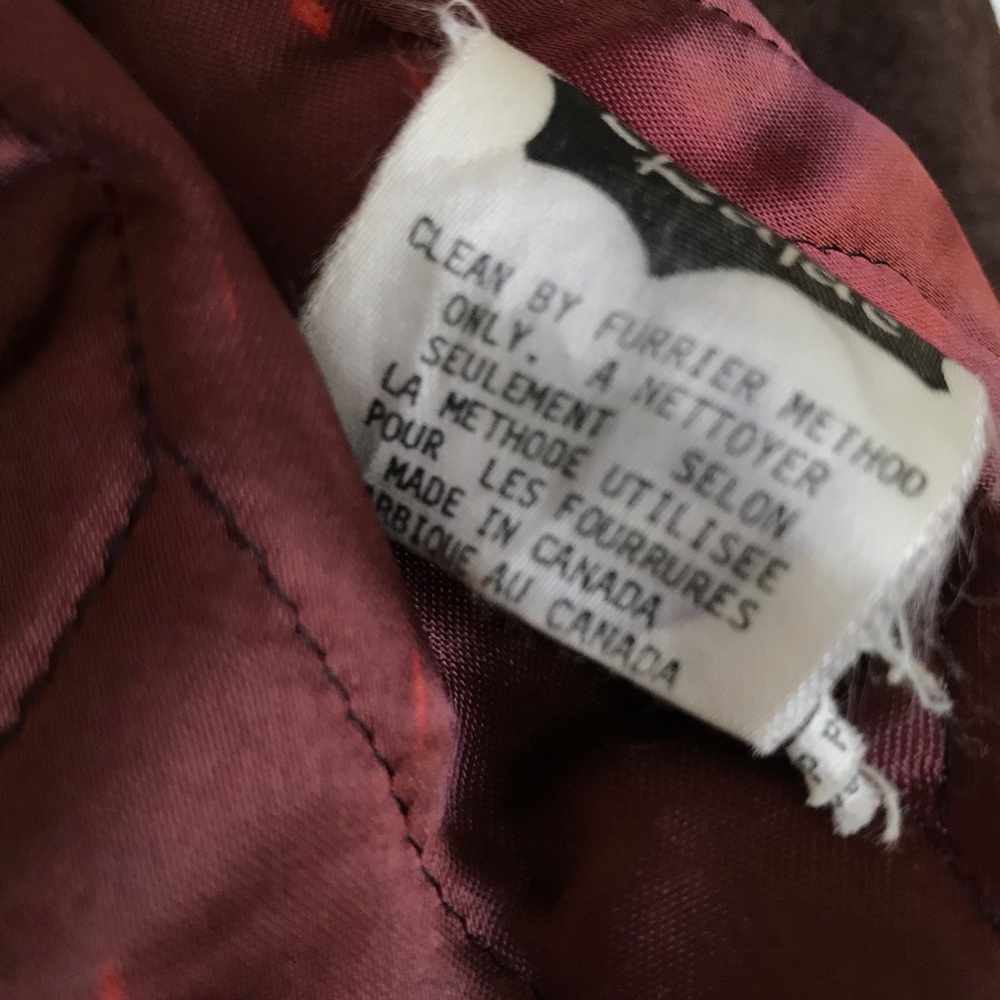 CLEAN BY FURRIER METHOD
ONLY. A NETTOYER
SEULEMENT SELON
LA METHODE UTILISEE
POUR LES FOURRURES
MADE IN CANADA
AU CANADA